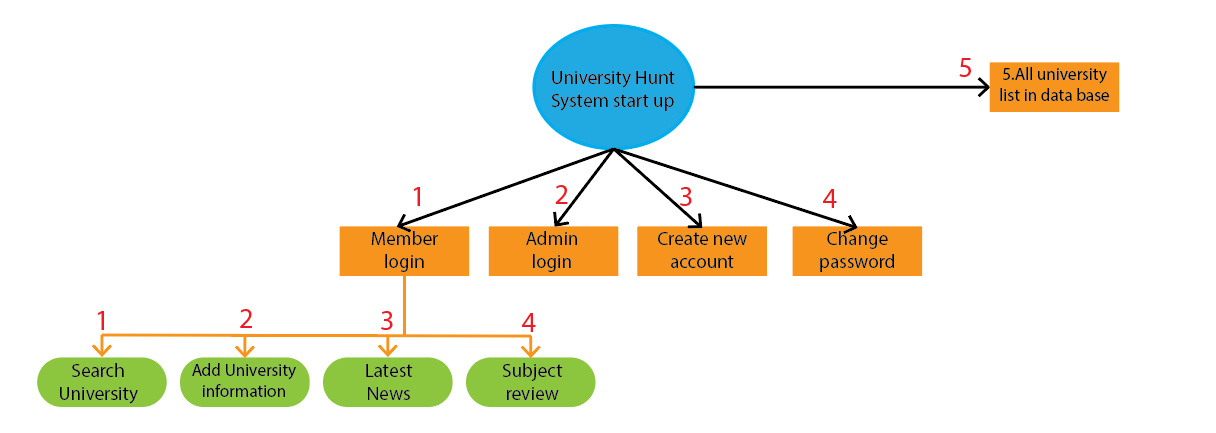 University Hunt
System start up
5
5.All university
list in data base
1
2
3
4
Member
login
Admin
login
Create new
account
Change
password
1
2
3
4
Search
University
Add University
information
Latest
News
Subject
review